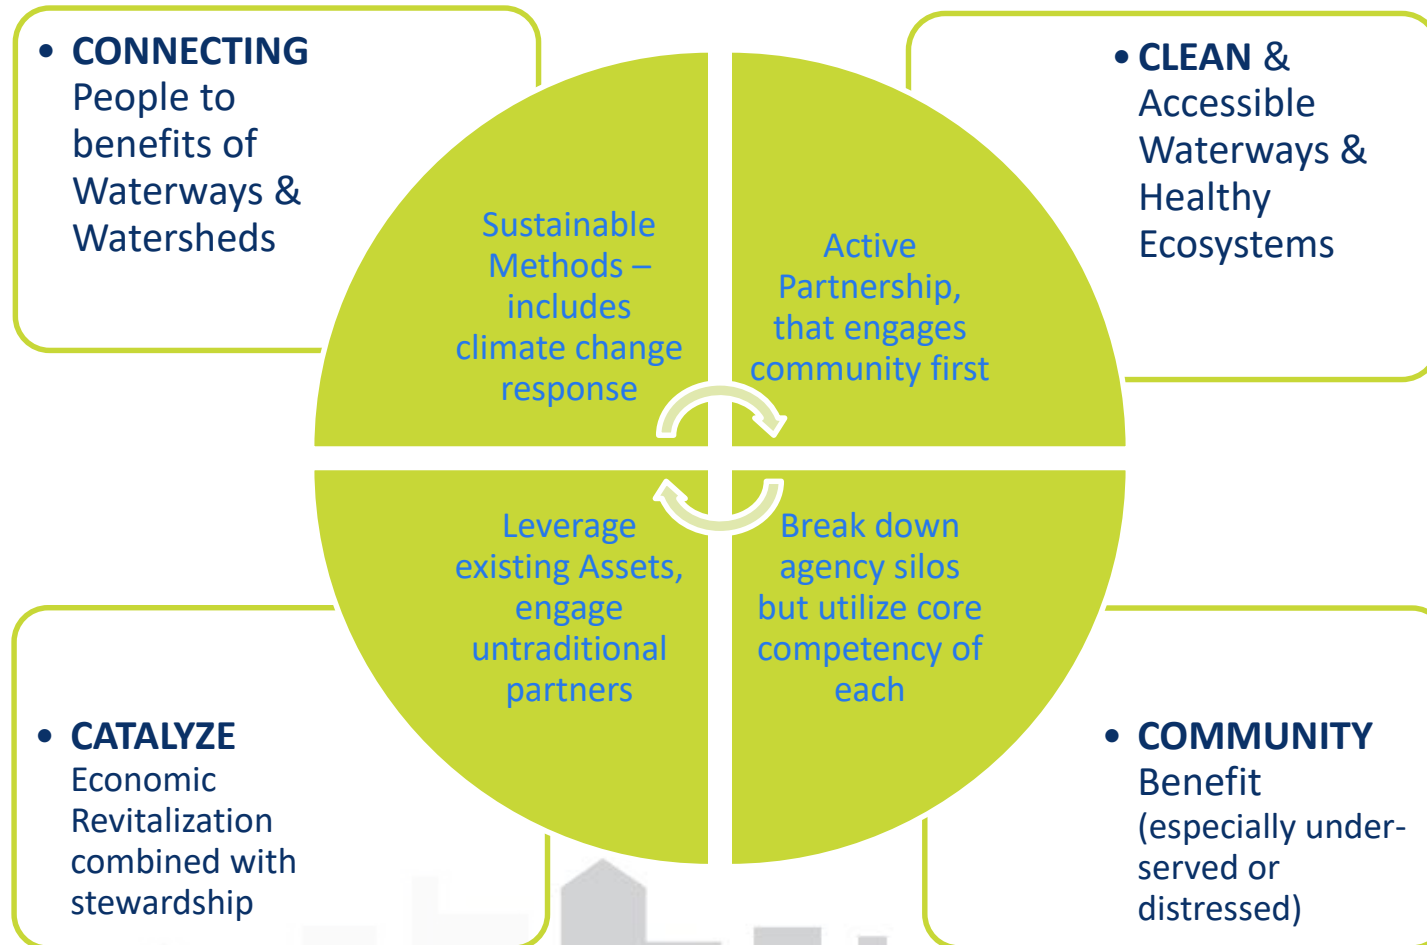 • CONNECTING
People to
benefits of
Waterways &
Watersheds
• CLEAN &
Accessible
Waterways &
Healthy
Ecosystems
Sustainable
Methods –
includes
climate change
response
Active
Partnership,
that engages
community first
Leverage
existing Assets,
engage
untraditional
partners
Break down
agency silos
but utilize core
competency of
each
• CATALYZE
Economic
Revitalization
combined with
stewardship
• COMMUNITY
Benefit
(especially under-
served or
distressed)